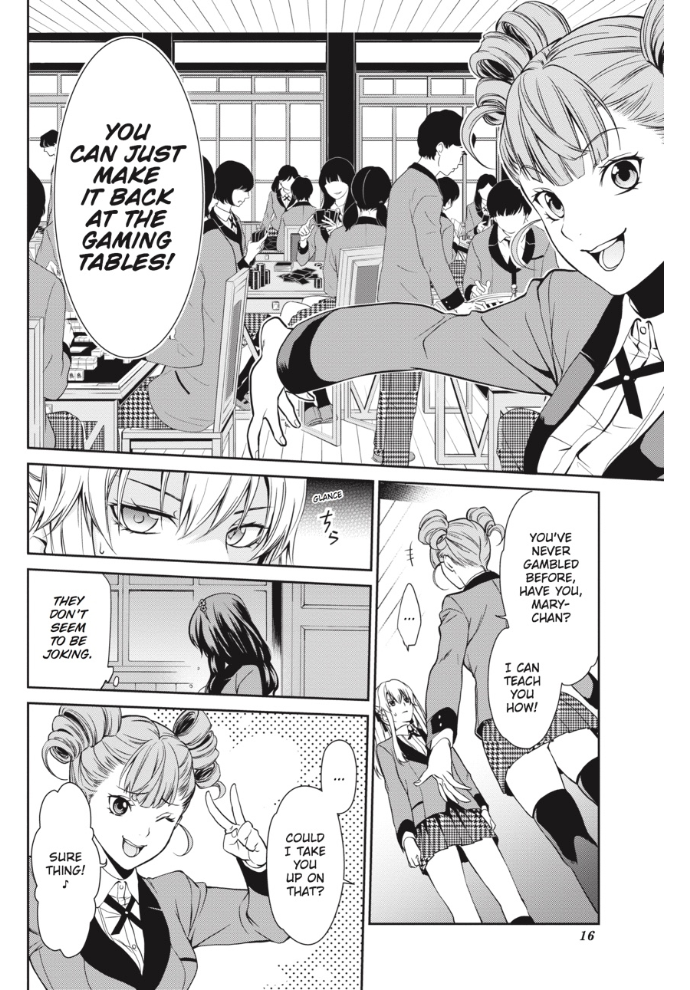 YOU
CAN JUST
MAKE
IT BACK
AT THE
GAMING
TABLES!
YOU'VE
NEVER
GAMBLED
BEFORE,
HAVE YOU,
MARY-
CHAN?
I CAN
TEACH
YOU
HOW!
...
GLANCE
ちら
THEY
DON'T
SEEM
TO BE
JOKING.
...
COULD
I TAKE
YOU
UP ON
THAT?
SURE
THING!
♪
16